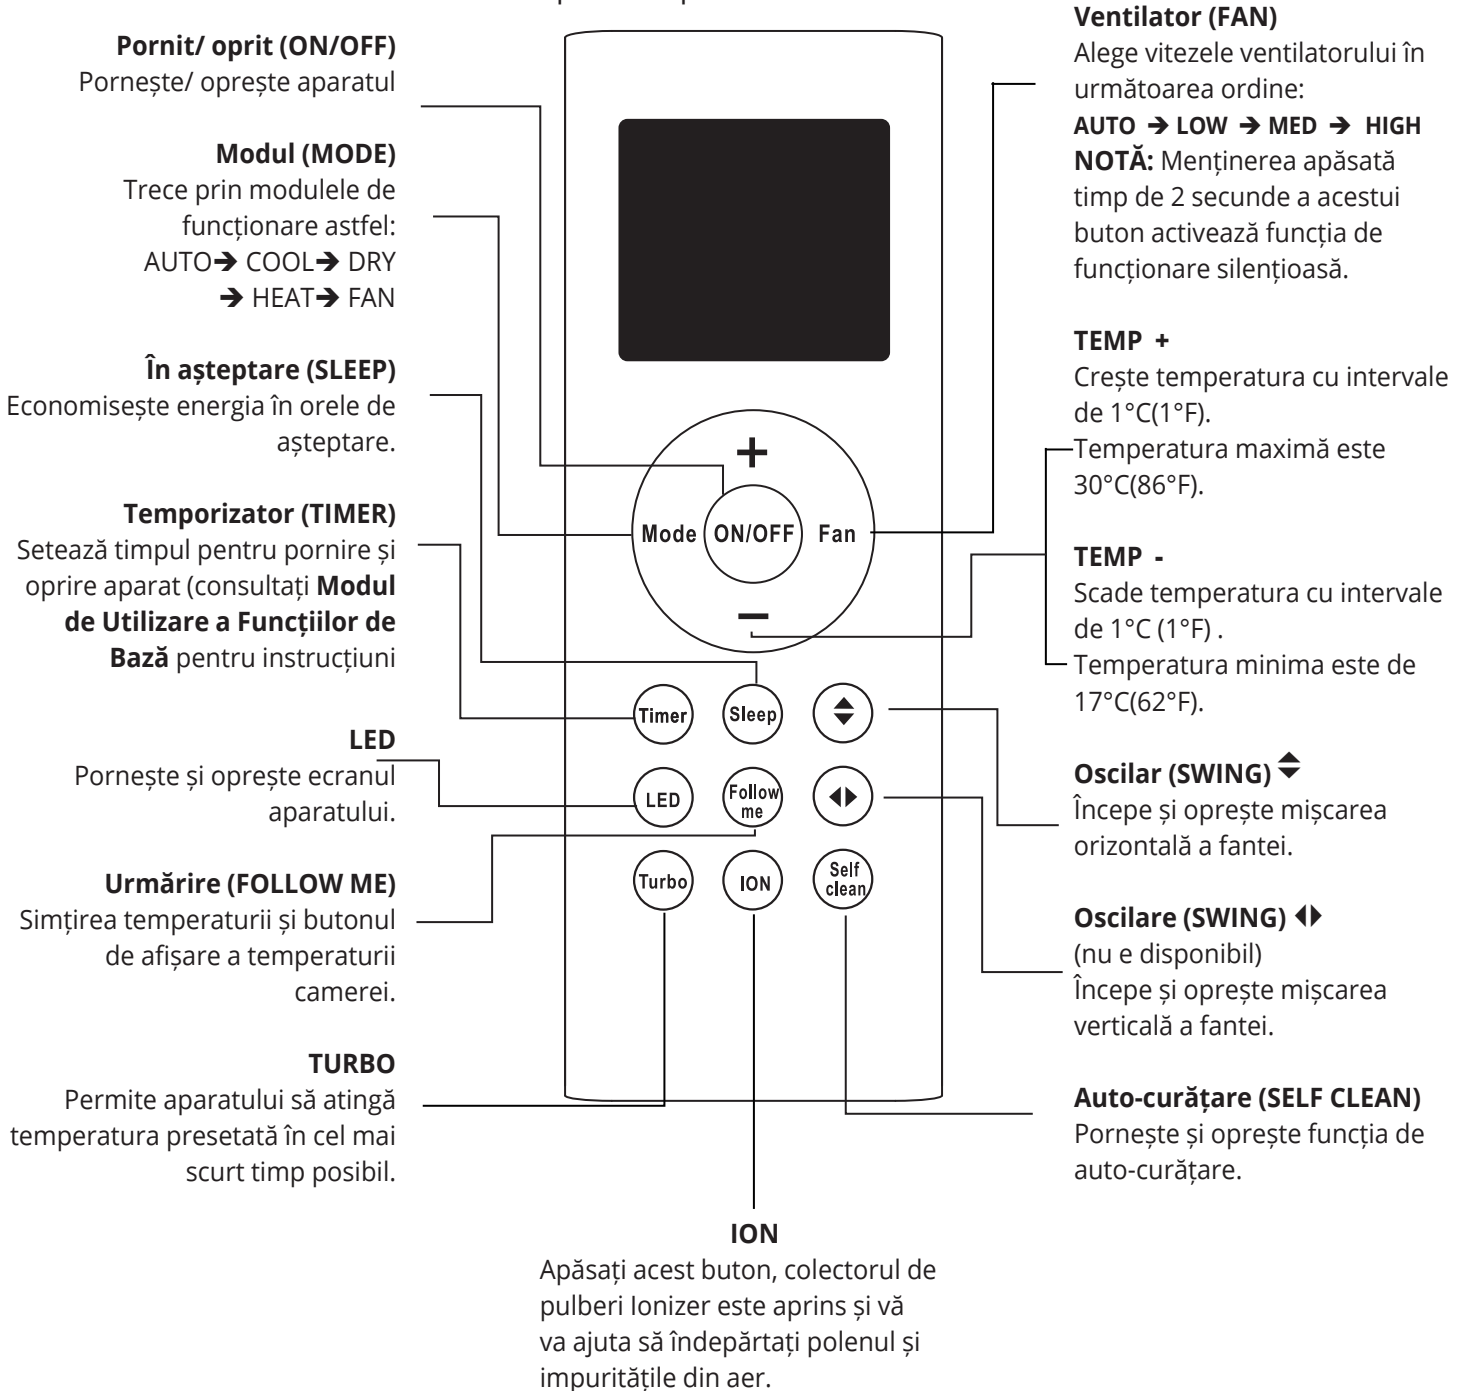 Pornit/ oprit (ON/OFF)
Pornește/ oprește aparatul
Modul (MODE)
Trece prin modulele de
funcționare astfel:
AUTO➔ COOL➔ DRY
➔ HEAT➔ FAN
În așteptare (SLEEP)
Economisește energia în orele de
așteptare.
Temporizator (TIMER)
Setează timpul pentru pornire și
oprire aparat (consultați Modul
de Utilizare a Funcțiilor de
Bază pentru instrucțiuni
LED
Pornește și oprește ecranul
aparatului.
Urmărire (FOLLOW ME)
Simțirea temperaturii și butonul
de afișare a temperaturii
camerei.
TURBO
Permite aparatului să atingă
temperatura presetată în cel mai
scurt timp posibil.
+
Mode ON/OFF Fan
−
Timer Sleep
LED Follow me
Turbo ION Self clean
ION
Apăsați acest buton, colectorul de
pulberi Ionizer este aprins și vă
va ajuta să îndepărtați polenul și
impuritățile din aer.
Ventilator (FAN)
Alege vitezele ventilatorului în
următoarea ordine:
AUTO ➔ LOW ➔ MED ➔ HIGH
NOTĂ: Menținerea apăsată
timp de 2 secunde a acestui
buton activează funcția de
funcționare silențioasă.
TEMP +
Crește temperatura cu intervale
de 1°C(1°F).
Temperatura maximă este
30°C(86°F).
TEMP -
Scade temperatura cu intervale
de 1°C (1°F) .
Temperatura minima este de
17°C(62°F).
Oscilar (SWING)
Începe și oprește mișcarea
orizontală a fantei.
Oscilare (SWING)
(nu e disponibil)
Începe și oprește mișcarea
verticală a fantei.
Auto-curățare (SELF CLEAN)
Pornește și oprește funcția de
auto-curățare.